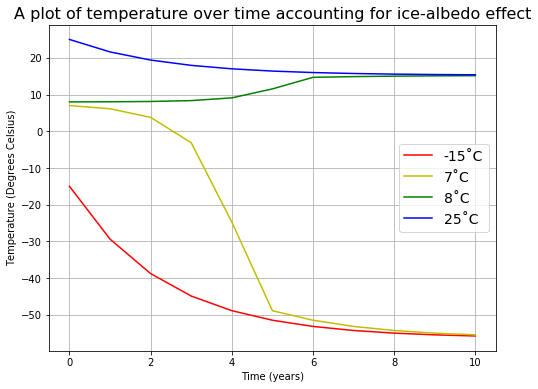 A plot of temperature over time accounting for ice-albedo effect
20
10
0
−10
−20
−30
−40
−50
Temperature (Degrees Celsius)
-15˚C
7˚C
8˚C
25˚C
0 2 4 6 8 10
Time (years)